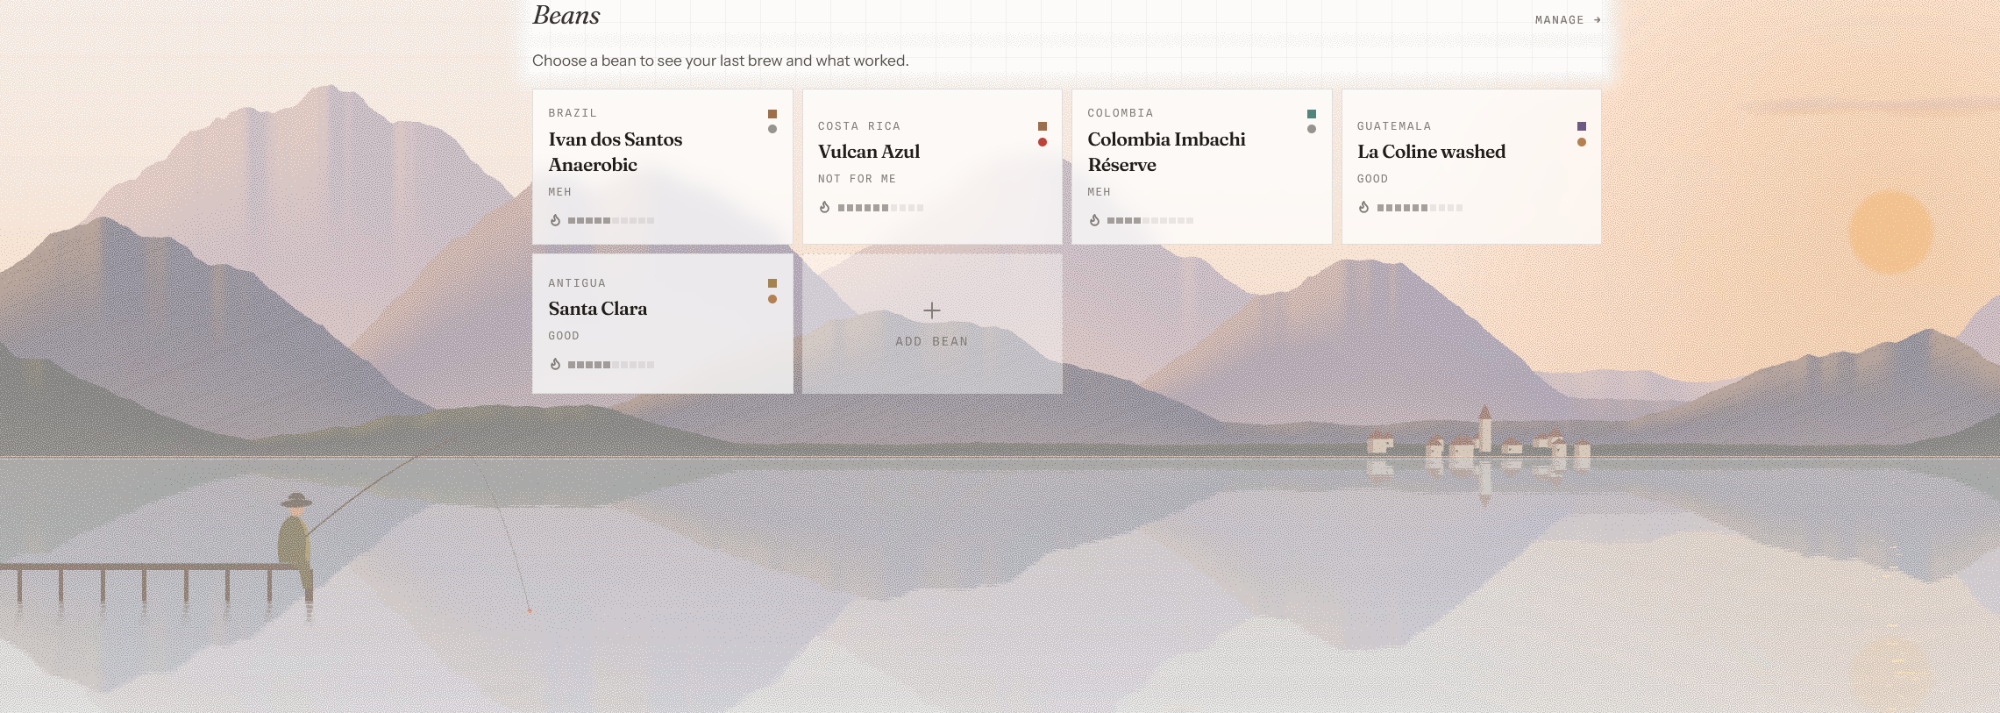 Beans
MANAGE →
Choose a bean to see your last brew and what worked.
BRAZIL
Ivan dos Santos
Anaerobic
MEH
COSTA RICA
Vulcan Azul
NOT FOR ME
COLOMBIA
Colombia Imbachi
Réserve
MEH
GUATEMALA
La Coline washed
GOOD
ANTIGUA
Santa Clara
GOOD
+
ADD BEAN